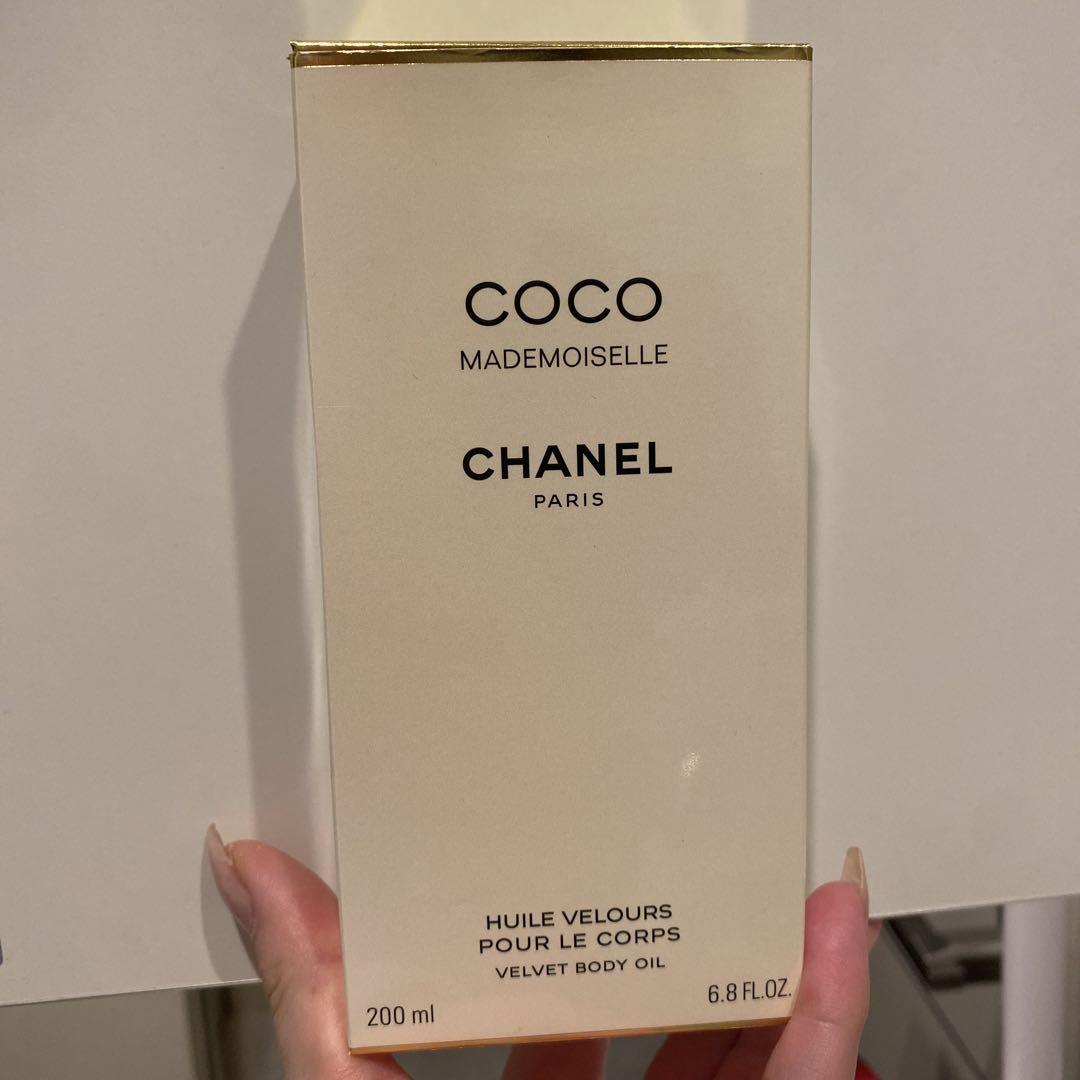 COCO
MADEMOISELLE
CHANEL
PARIS
HUILE VELOURS
POUR LE CORPS
VELVET BODY OIL
200 ml
6.8 FL.OZ.